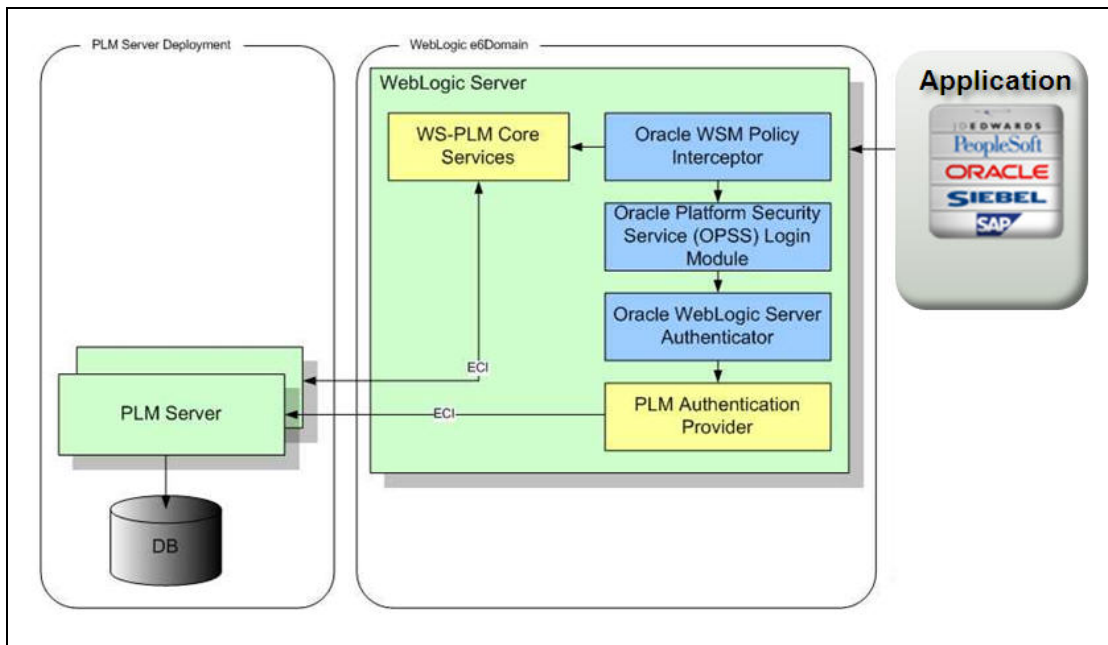 PLM Server Deployment
WebLogic e6Domain
WebLogic Server
WS-PLM Core
Services
Oracle WSM Policy
Interceptor
Oracle Platform Security
Service (OPSS) Login
Module
Oracle WebLogic Server
Authenticator
PLM Authentication
Provider
ECI
ECI
PLM Server
DB
Application
JDEDWARDS
PeopleSoft
ORACLE
SIEBEL
SAP